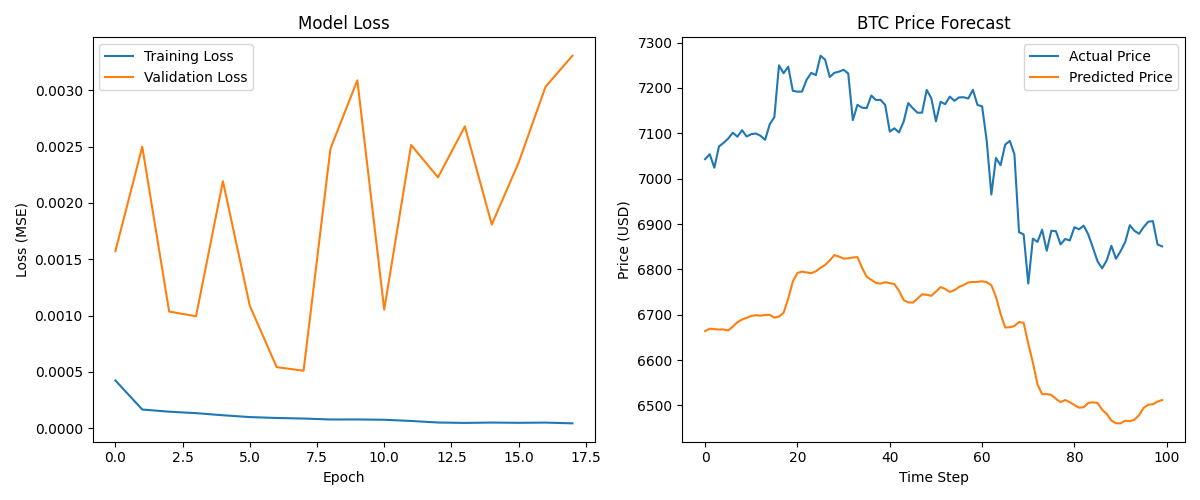 Model Loss
Training Loss
Validation Loss
Loss (MSE)
0.0030
0.0025
0.0020
0.0015
0.0010
0.0005
0.0000
0.0 2.5 5.0 7.5 10.0 12.5 15.0 17.5
Epoch
BTC Price Forecast
Actual Price
Predicted Price
Price (USD)
7300
7200
7100
7000
6900
6800
6700
6600
6500
0 20 40 60 80 100
Time Step